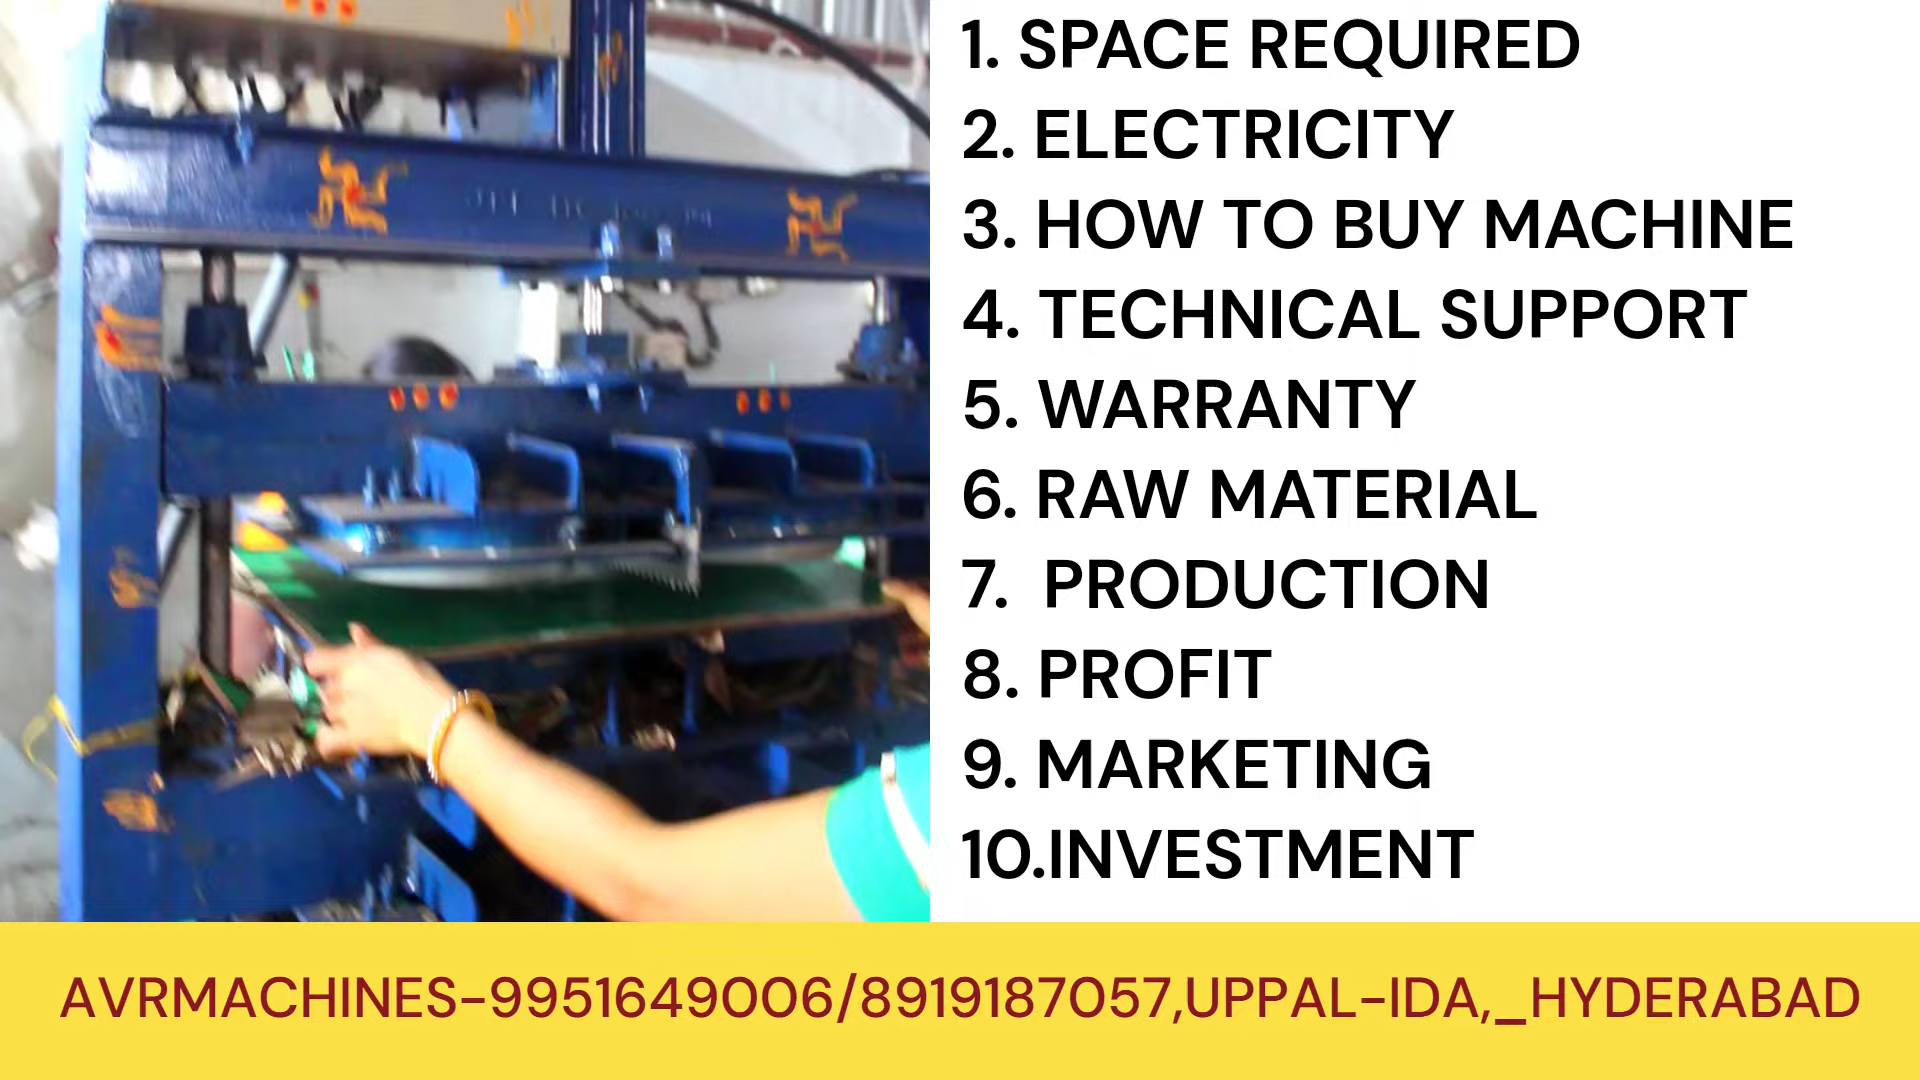 1. SPACE REQUIRED
2. ELECTRICITY
3. HOW TO BUY MACHINE
4. TECHNICAL SUPPORT
5. WARRANTY
6. RAW MATERIAL
7. PRODUCTION
8. PROFIT
9. MARKETING
10.INVESTMENT
AVRMACHINES-9951649006/8919187057,UPPAL-IDA,_HYDERABAD